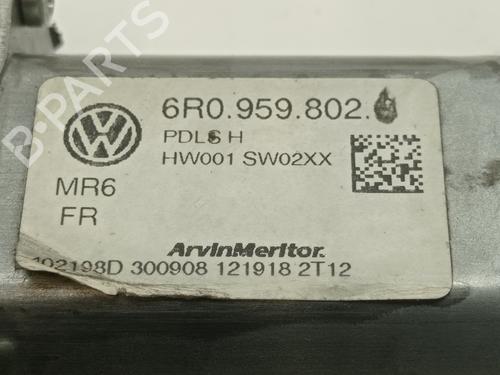 6R0.959.802.
PDLS H
HW001 SW02XX
MR6
FR
ArvinMeritor.
102198D 300908 121918 2T12
B-PARTS